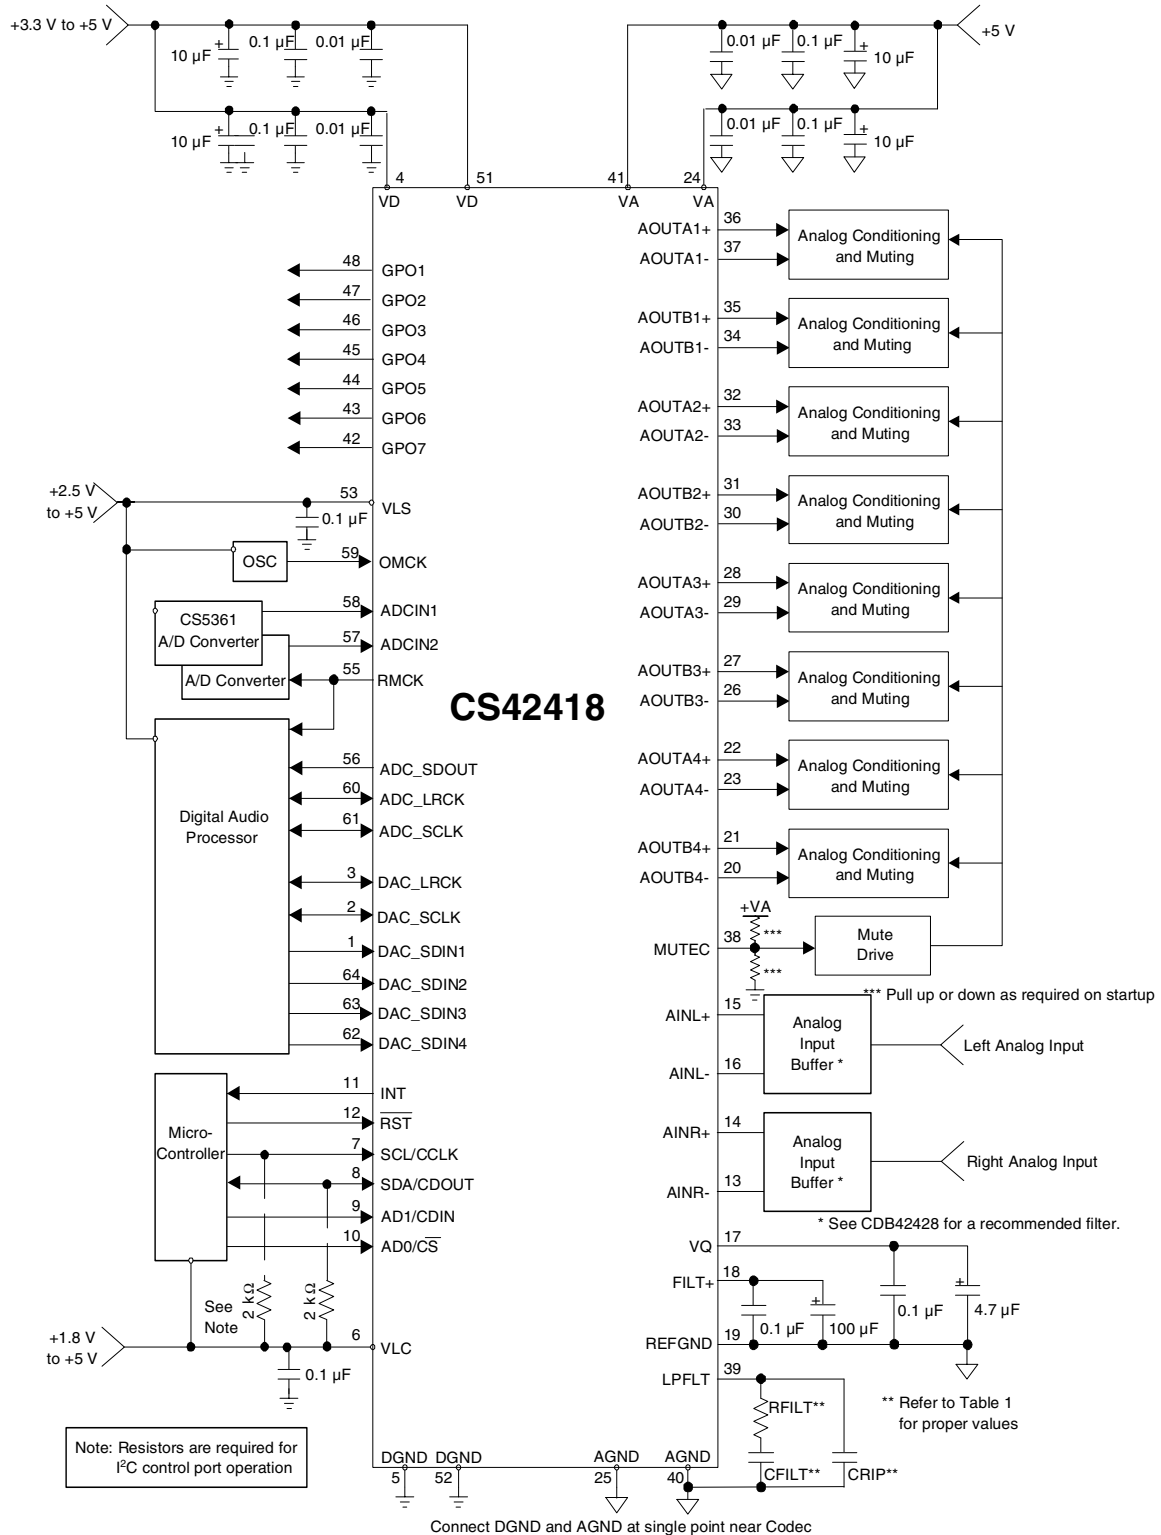 +3.3 V to +5 V
10 µF
+
0.1 µF
0.01 µF
10 µF
+
0.1 µF
0.01 µF
0.01 µF
0.1 µF
+
10 µF
+5 V
0.01 µF
0.1 µF
+
10 µF
4
51
41
24
VD
VD
VA
VA
48
GPO1
47
GPO2
46
GPO3
45
GPO4
44
GPO5
43
GPO6
42
GPO7
+2.5 V
to +5 V
53
VLS
0.1 µF
OSC
59
OMCK
CS5361
A/D Converter
58
ADCIN1
57
ADCIN2
A/D Converter
55
RMCK
CS42418
Digital Audio
Processor
56
ADC_SDOUT
60
ADC_LRCK
61
ADC_SCLK
3
DAC_LRCK
2
DAC_SCLK
1
DAC_SDIN1
64
DAC_SDIN2
63
DAC_SDIN3
62
DAC_SDIN4
Micro-
Controller
11
INT
12
RST
7
SCL/CCLK
8
SDA/CDOUT
9
AD1/CDIN
10
AD0/CS
See
Note
2 kΩ
2 kΩ
+1.8 V
to +5 V
6
VLC
0.1 µF
Note: Resistors are required for
I²C control port operation
AOUTA1+
36
AOUTA1-
37
Analog Conditioning
and Muting
AOUTB1+
35
AOUTB1-
34
Analog Conditioning
and Muting
AOUTA2+
32
AOUTA2-
33
Analog Conditioning
and Muting
AOUTB2+
31
AOUTB2-
30
Analog Conditioning
and Muting
AOUTA3+
28
AOUTA3-
29
Analog Conditioning
and Muting
AOUTB3+
27
AOUTB3-
26
Analog Conditioning
and Muting
AOUTA4+
22
AOUTA4-
23
Analog Conditioning
and Muting
AOUTB4+
21
AOUTB4-
20
Analog Conditioning
and Muting
+VA
***
MUTEC
38
***
Mute
Drive
*** Pull up or down as required on startup
AINL+
15
AINL-
16
Analog
Input
Buffer *
Left Analog Input
AINR+
14
AINR-
13
Analog
Input
Buffer *
Right Analog Input
* See CDB42428 for a recommended filter.
VQ
17
FILT+
18
0.1 µF
+
100 µF
0.1 µF
+
4.7 µF
REFGND
19
LPFLT
39
RFILT**
CFILT**
CRIP**
** Refer to Table 1
for proper values
DGND
DGND
AGND
AGND
5
52
25
40
Connect DGND and AGND at single point near Codec